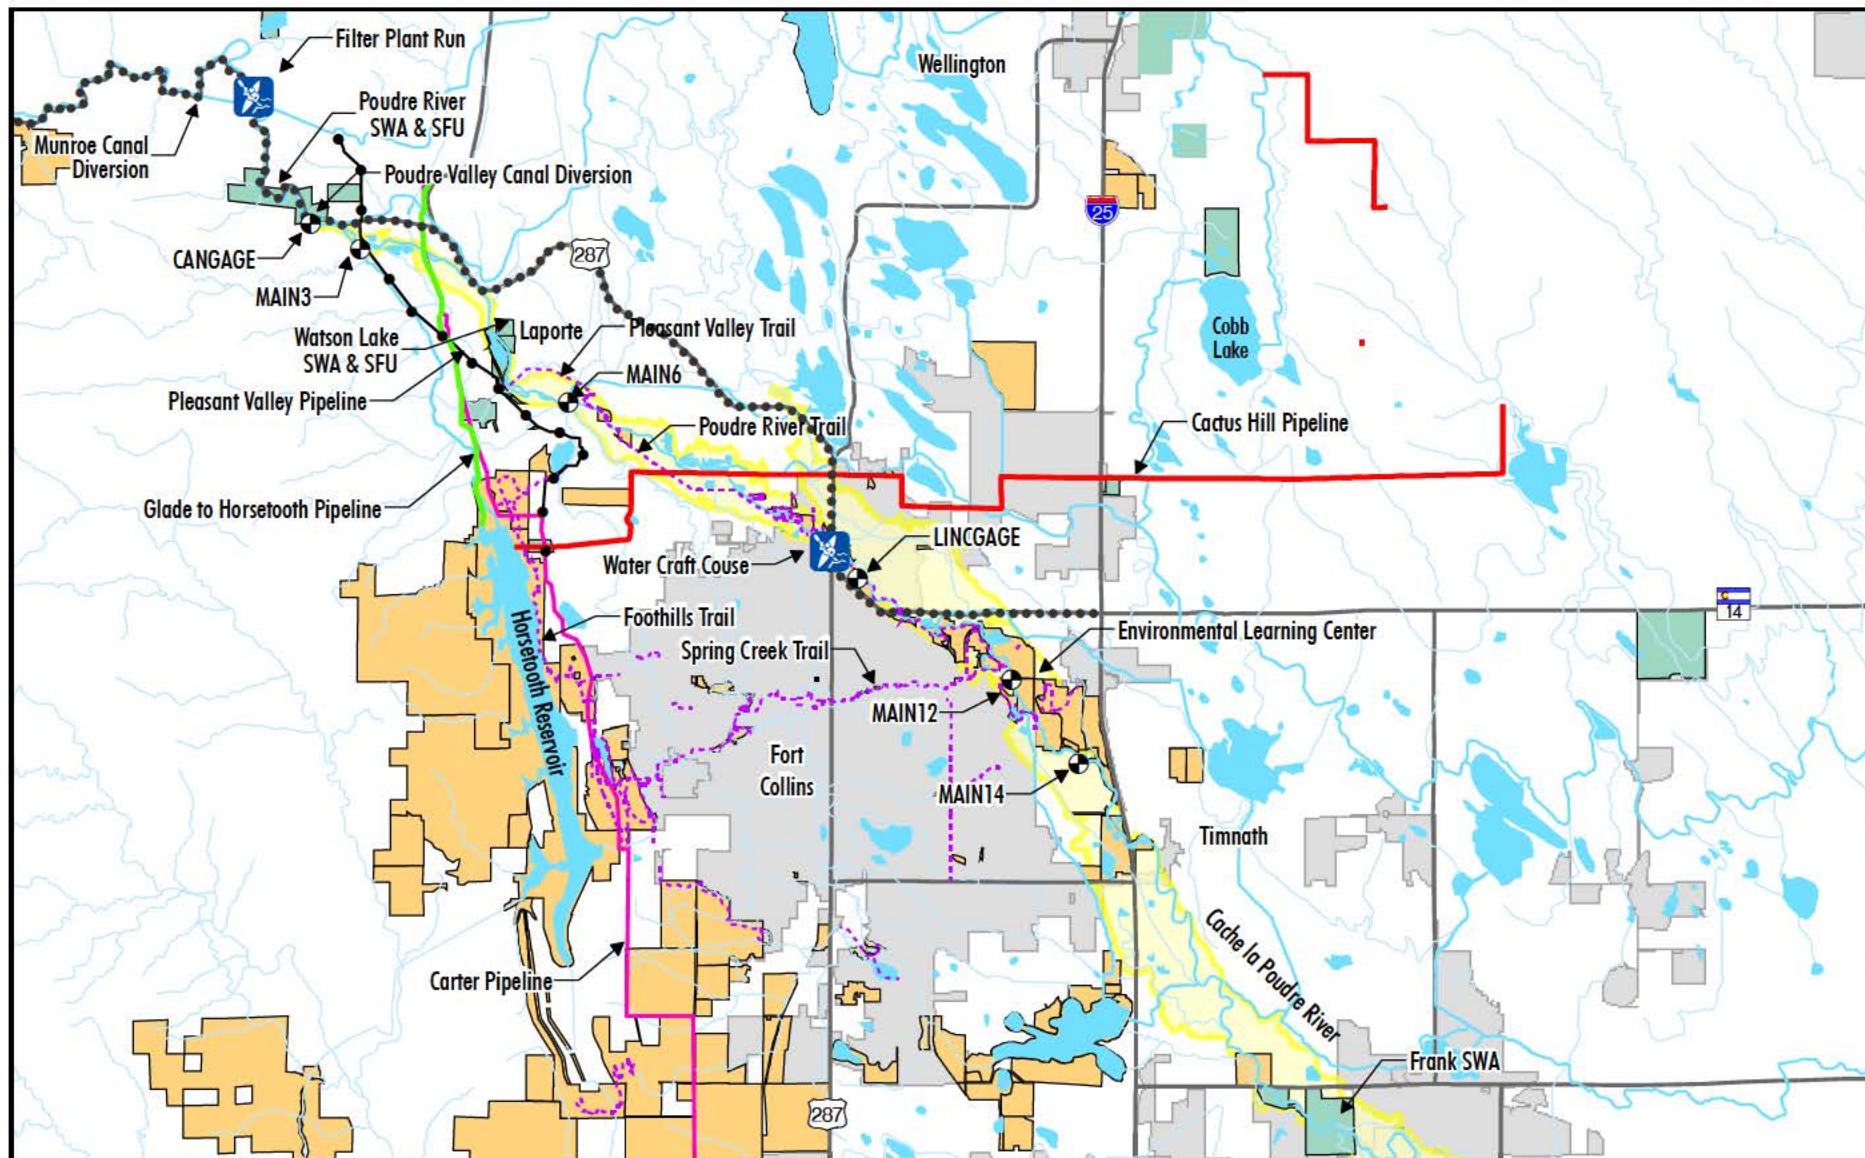 Filter Plant Run
Wellington
Poudre River
SWA & SFU
Munroe Canal
Diversion
Poudre Valley Canal Diversion
25
CANGAGE
287
MAIN3
Cobb
Lake
Watson Lake
SWA & SFU
Laporte
Pleasant Valley Trail
MAIN6
Pleasant Valley Pipeline
Poudre River Trail
Cactus Hill Pipeline
Glade to Horsetooth Pipeline
LINCGAGE
Water Craft Couse
14
Foothills Trail
Environmental Learning Center
Spring Creek Trail
Horsetooth Reservoir
MAIN12
Fort
Collins
MAIN14
Timnath
Cache la Poudre River
Carter Pipeline
Frank SWA
287